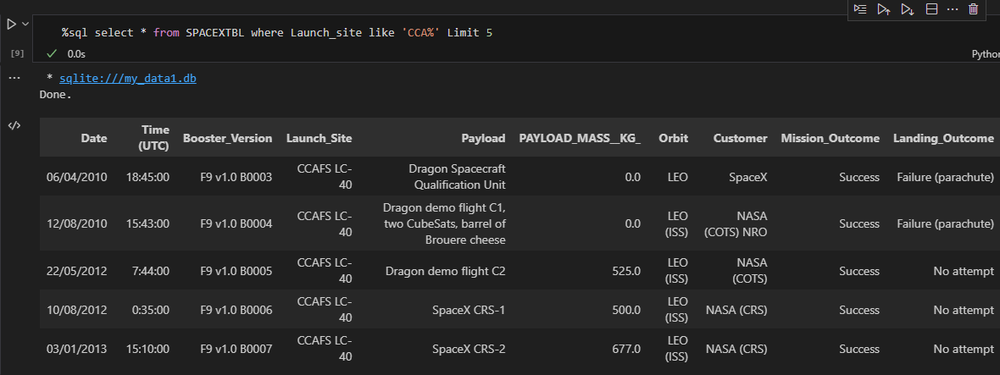 %sql select * from SPACEXTBL where Launch_site like 'CCA%' Limit 5
[9] 0.0s Python
* sqlite:///my_data1.db
Done.
Date Time (UTC) Booster_Version Launch_Site Payload PAYLOAD_MASS__KG_ Orbit Customer Mission_Outcome Landing_Outcome
06/04/2010 18:45:00 F9 v1.0 B0003 CCAFS LC-40 Dragon Spacecraft Qualification Unit 0.0 LEO SpaceX Success Failure (parachute)
12/08/2010 15:43:00 F9 v1.0 B0004 CCAFS LC-40 Dragon demo flight C1, two CubeSats, barrel of Brouere cheese 0.0 LEO (ISS) NASA (COTS) NRO Success Failure (parachute)
22/05/2012 7:44:00 F9 v1.0 B0005 CCAFS LC-40 Dragon demo flight C2 525.0 LEO (ISS) NASA (COTS) Success No attempt
10/08/2012 0:35:00 F9 v1.0 B0006 CCAFS LC-40 SpaceX CRS-1 500.0 LEO (ISS) NASA (CRS) Success No attempt
03/01/2013 15:10:00 F9 v1.0 B0007 CCAFS LC-40 SpaceX CRS-2 677.0 LEO (ISS) NASA (CRS) Success No attempt